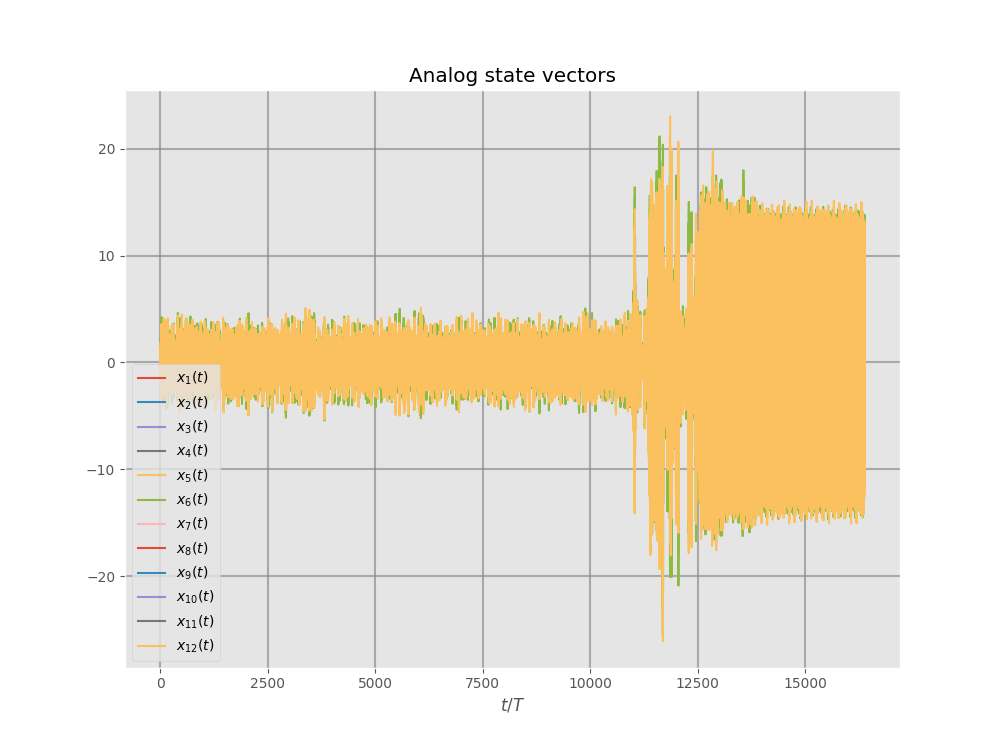 Analog state vectors
20
10
0
−10
−20
x₁(t)
x₂(t)
x₃(t)
x₄(t)
x₅(t)
x₆(t)
x₇(t)
x₈(t)
x₉(t)
x₁₀(t)
x₁₁(t)
x₁₂(t)
0 2500 5000 7500 10000 12500 15000
t/T